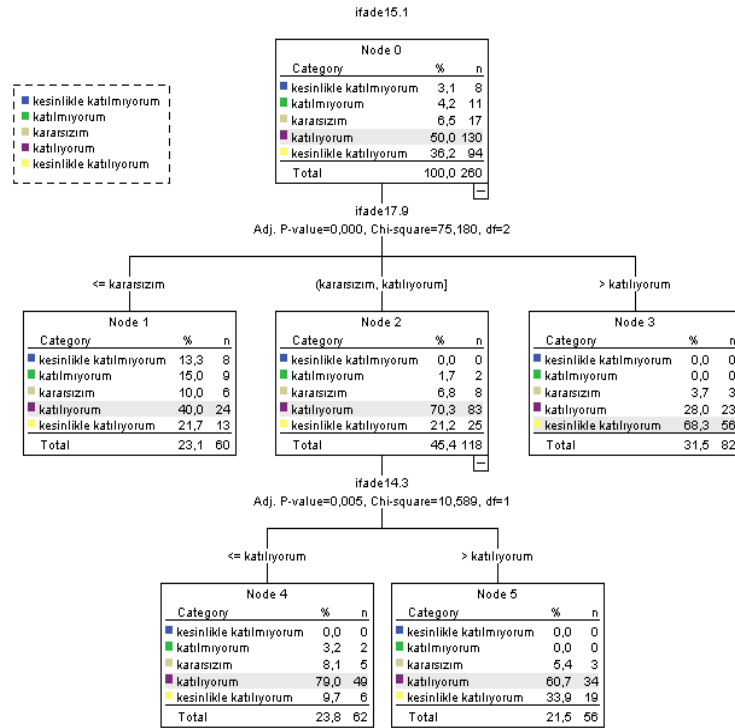 ifade15.1
kesinlikle katılmıyorum
katılmıyorum
kararsızım
katılıyorum
kesinlikle katılıyorum
Node 0
Category % n
kesinlikle katılmıyorum 3,1 8
katılmıyorum 4,2 11
kararsızım 6,5 17
katılıyorum 50,0 130
kesinlikle katılıyorum 36,2 94
Total 100,0 260
ifade17.9
Adj. P-value=0,000, Chi-square=75,180, df=2
<= kararsızım
(kararsızım, katılıyorum]
> katılıyorum
Node 1
Category % n
kesinlikle katılmıyorum 13,3 8
katılmıyorum 15,0 9
kararsızım 10,0 6
katılıyorum 40,0 24
kesinlikle katılıyorum 21,7 13
Total 23,1 60
Node 2
Category % n
kesinlikle katılmıyorum 0,0 0
katılmıyorum 1,7 2
kararsızım 6,8 8
katılıyorum 70,3 83
kesinlikle katılıyorum 21,2 25
Total 45,4 118
Node 3
Category % n
kesinlikle katılmıyorum 0,0 0
katılmıyorum 0,0 0
kararsızım 3,7 3
katılıyorum 28,0 23
kesinlikle katılıyorum 68,3 56
Total 31,5 82
ifade14.3
Adj. P-value=0,005, Chi-square=10,589, df=1
<= katılıyorum
> katılıyorum
Node 4
Category % n
kesinlikle katılmıyorum 0,0 0
katılmıyorum 3,2 2
kararsızım 8,1 5
katılıyorum 79,0 49
kesinlikle katılıyorum 9,7 6
Total 23,8 62
Node 5
Category % n
kesinlikle katılmıyorum 0,0 0
katılmıyorum 0,0 0
kararsızım 5,4 3
katılıyorum 60,7 34
kesinlikle katılıyorum 33,9 19
Total 21,5 56